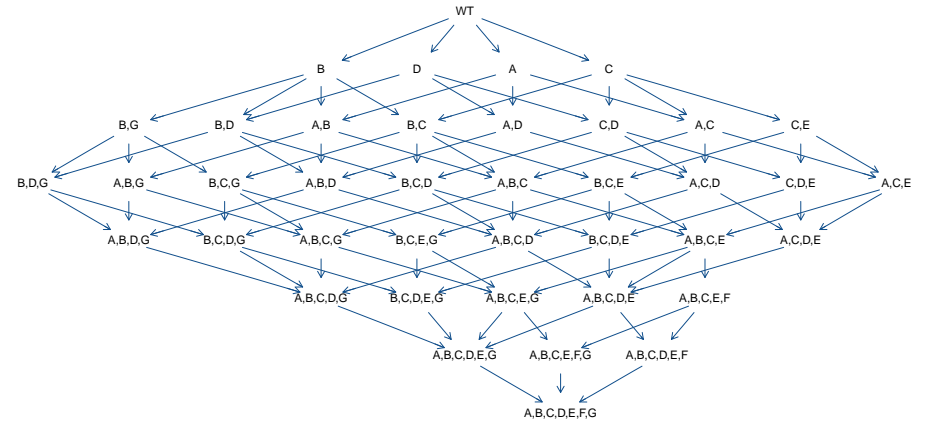 WT
B D A C
B,G B,D A,B B,C A,D C,D A,C C,E
B,D,G A,B,G B,C,G A,B,D B,C,D A,B,C B,C,E A,C,D C,D,E A,C,E
A,B,D,G B,C,D,G A,B,C,G B,C,E,G A,B,C,D B,C,D,E A,B,C,E A,C,D,E
A,B,C,D,G B,C,D,E,G A,B,C,E,G A,B,C,D,E A,B,C,E,F
A,B,C,D,E,G A,B,C,E,F,G A,B,C,D,E,F
A,B,C,D,E,F,G